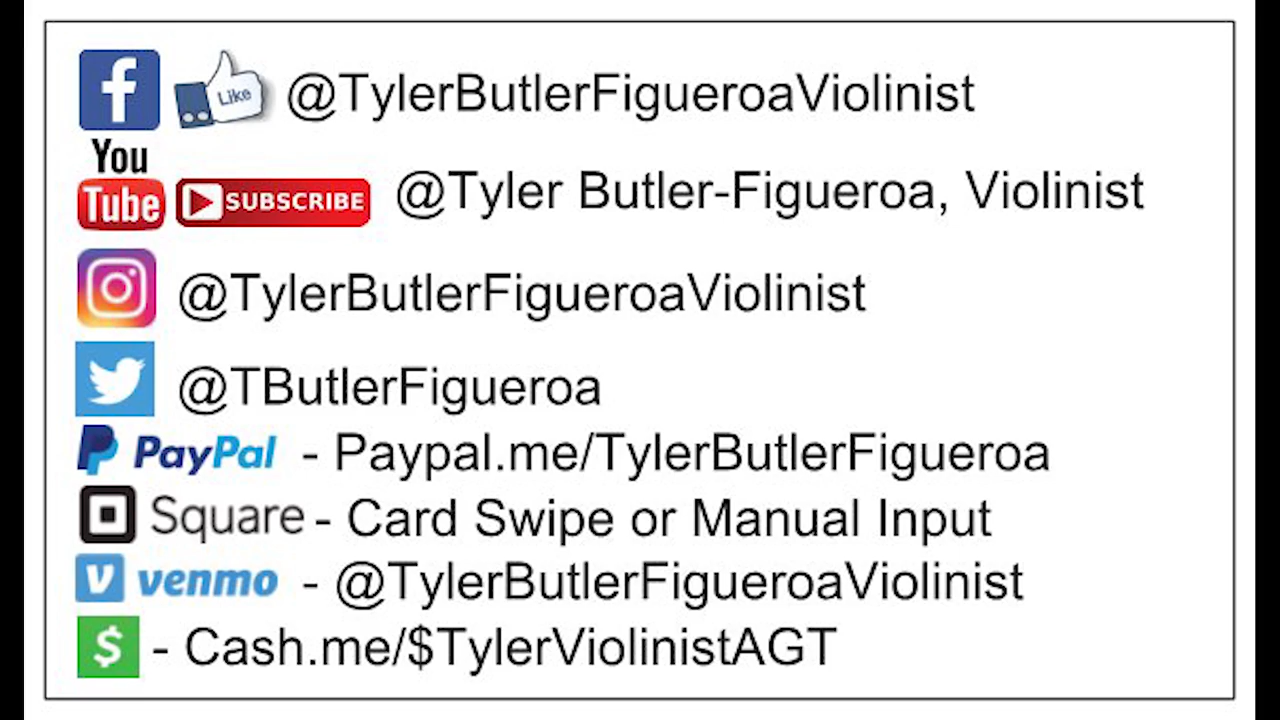 f Like @TylerButlerFigueroaViolinist
You
Tube SUBSCRIBE @Tyler Butler-Figueroa, Violinist
@TylerButlerFigueroaViolinist
@TButlerFigueroa
P PayPal - Paypal.me/TylerButlerFigueroa
Square - Card Swipe or Manual Input
V venmo - @TylerButlerFigueroaViolinist
$ - Cash.me/$TylerViolinistAGT